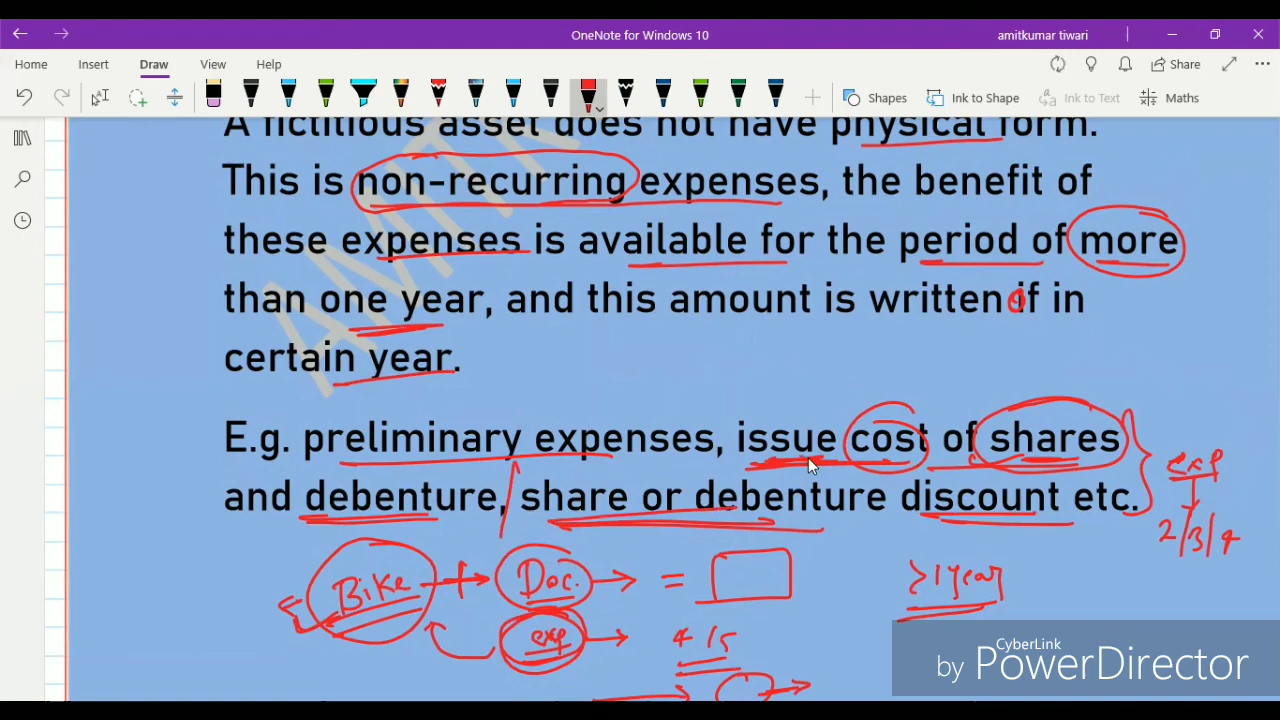 OneNote for Windows 10
amitkumar tiwari
Home Insert Draw View Help
Share
Shapes Ink to Shape Ink to Text Maths
A fictitious asset does not have physical form.
This is non-recurring expenses, the benefit of
these expenses is available for the period of more
than one year, and this amount is written of in
certain year.
E.g. preliminary expenses, issue cost of shares
and debenture, share or debenture discount etc.
exp
2/3/4
Bike Doc. =
>1 year
exp 4/5
CyberLink
by PowerDirector